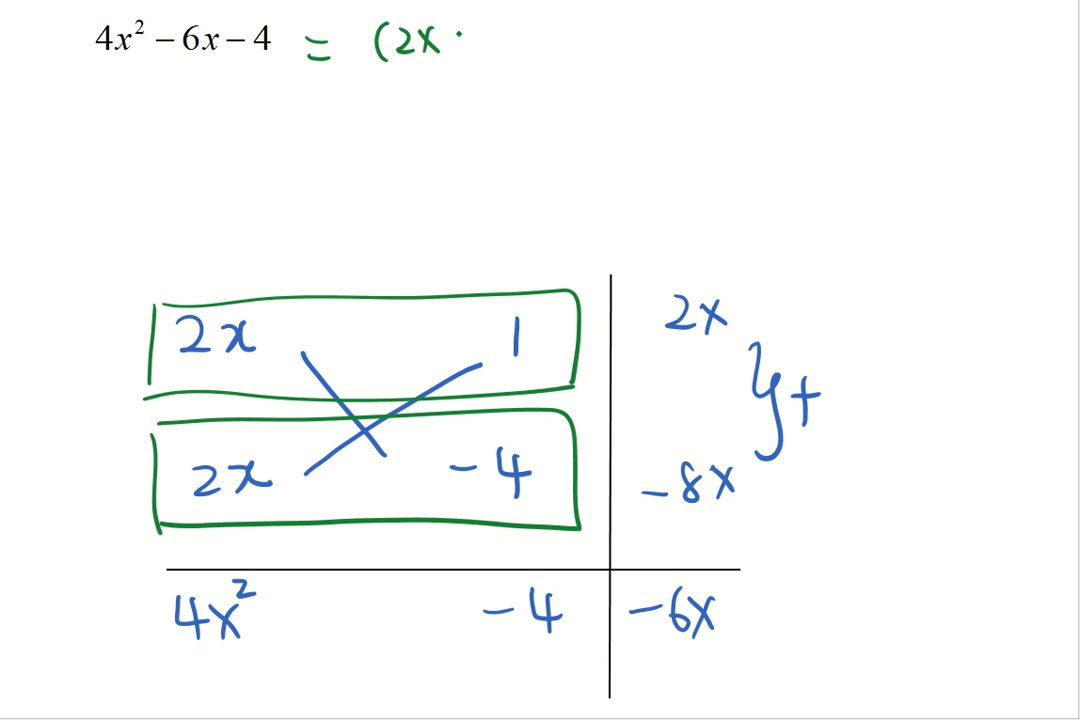 4x² – 6x – 4 = (2x ·
2x 1 2x
+
2x -4 -8x
4x² -4 -6x